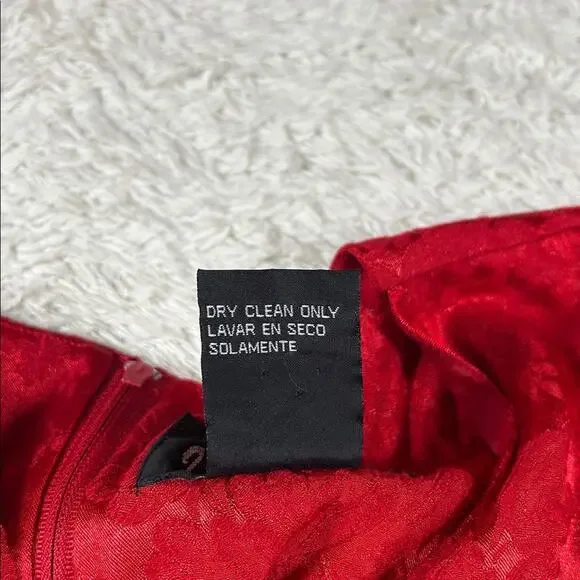 DRY CLEAN ONLY
LAVAR EN SECO
SOLAMENTE